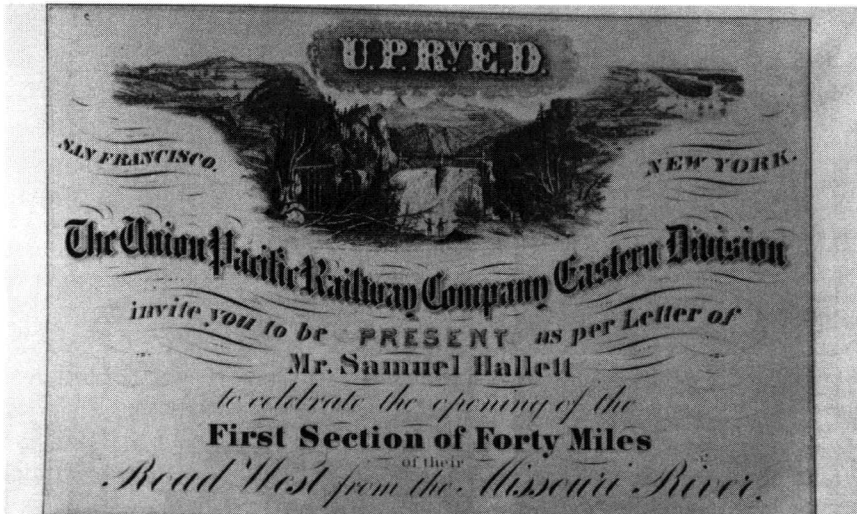 U.P.Ry.E.D.
SAN FRANCISCO.
NEW YORK.
The Union Pacific Railway Company Eastern Division
invite you to be PRESENT as per Letter of
Mr. Samuel Hallett
to celebrate the opening of the
First Section of Forty Miles
of their
Road West from the Missouri River.